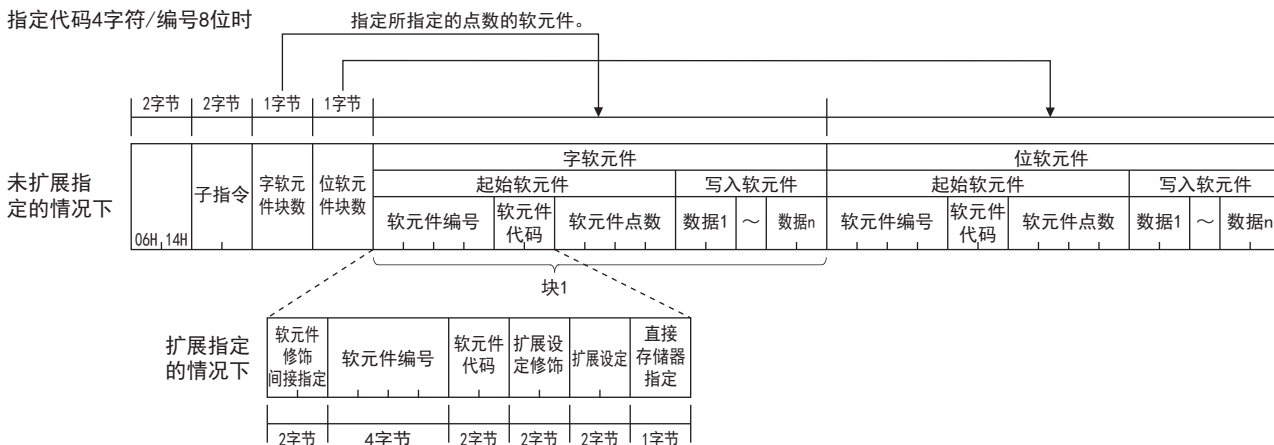 指定代码4字符/编号8位时
指定所指定的点数的软元件。
2字节 2字节 1字节 1字节
未扩展指
定的情况下
06H 14H
子指令
字软元
件块数
位软元
件块数
字软元件
位软元件
起始软元件 写入软元件 起始软元件 写入软元件
软元件编号
软元件
代码
软元件点数
数据1 ～ 数据n
软元件编号
软元件
代码
软元件点数
数据1 ～ 数据n
块1
扩展指定
的情况下
软元件
修饰
间接指定
软元件编号
软元件
代码
扩展设
定修饰
扩展设定
直接
存储器
指定
2字节 4字节 2字节 2字节 2字节 1字节